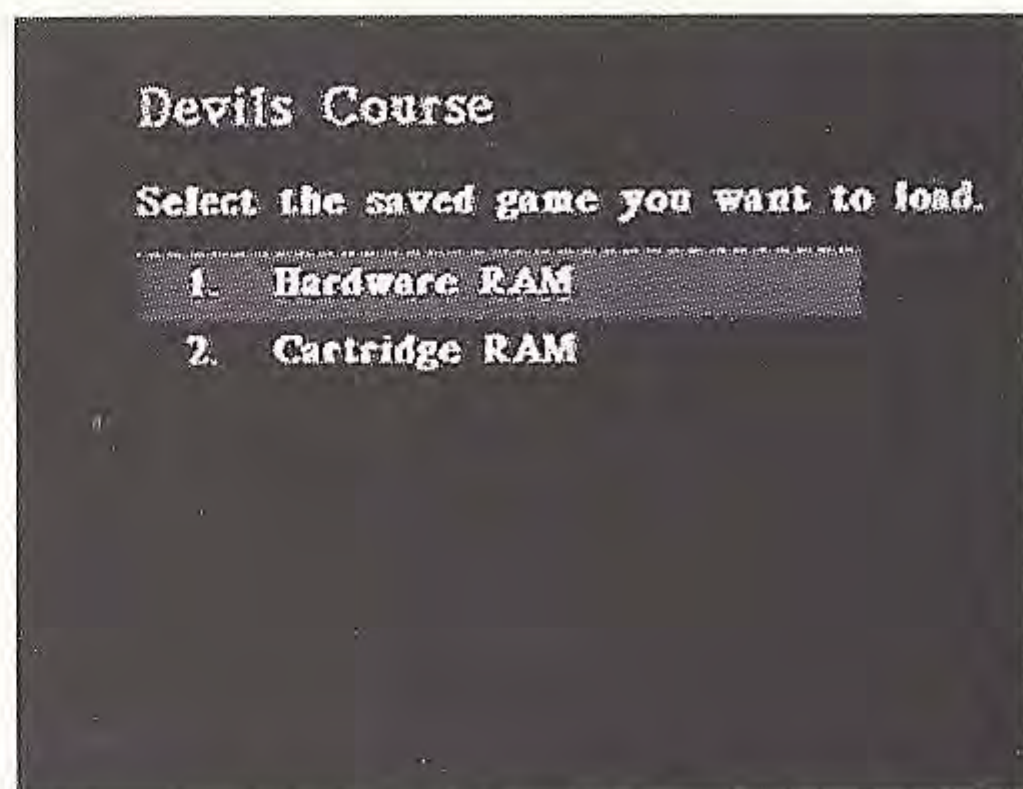 Devils Course
Select the saved game you want to load.
1. Hardware RAM
2. Cartridge RAM